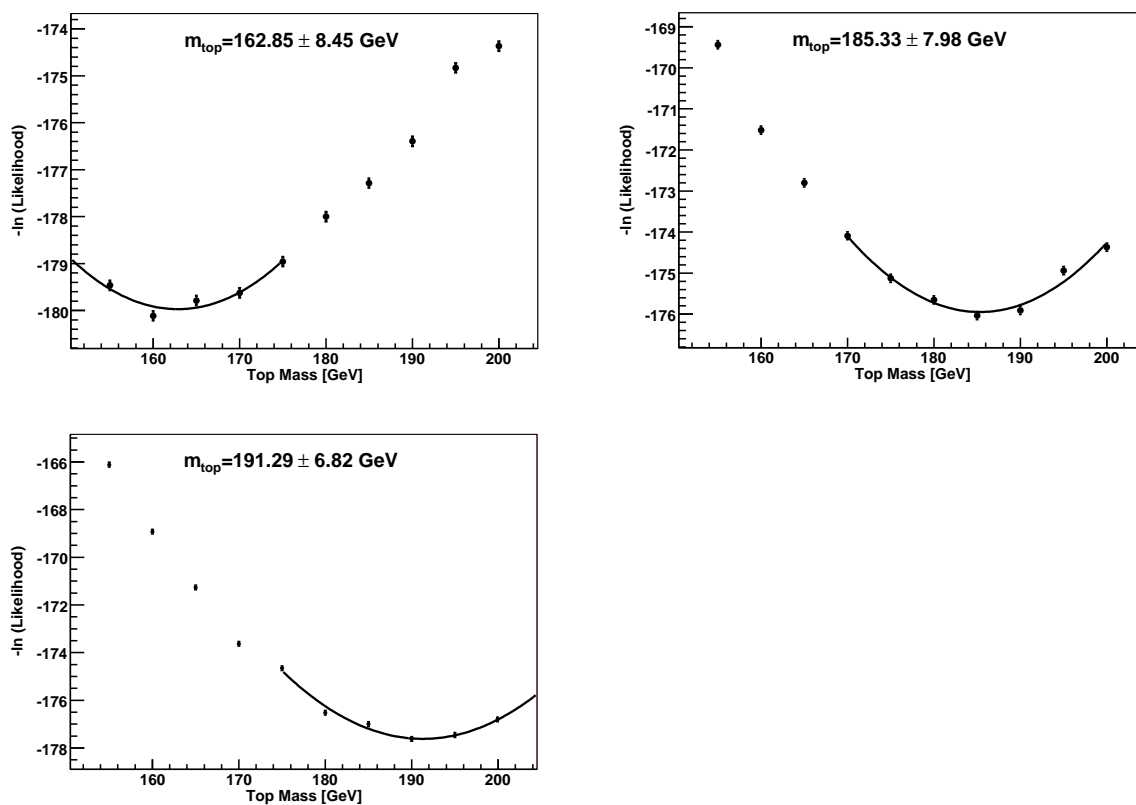 m_top=162.85 ± 8.45 GeV
-ln (Likelihood)
-174
-175
-176
-177
-178
-179
-180
160 170 180 190 200
Top Mass [GeV]
m_top=185.33 ± 7.98 GeV
-ln (Likelihood)
-169
-170
-171
-172
-173
-174
-175
-176
160 170 180 190 200
Top Mass [GeV]
m_top=191.29 ± 6.82 GeV
-ln (Likelihood)
-166
-168
-170
-172
-174
-176
-178
160 170 180 190 200
Top Mass [GeV]